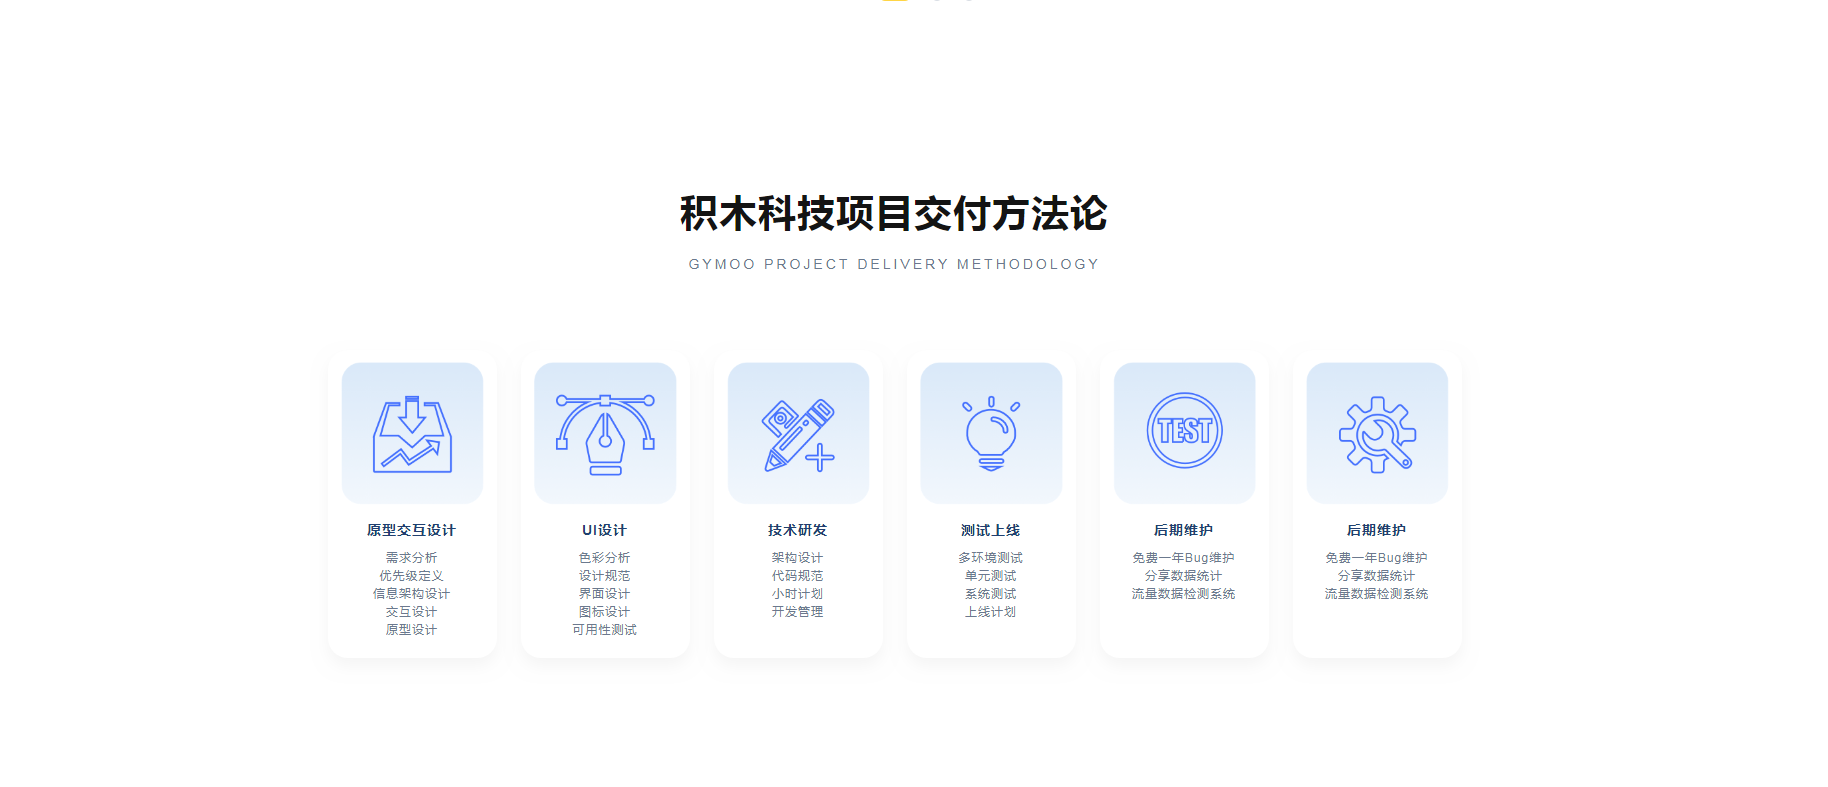 积木科技项目交付方法论
GYMOO PROJECT DELIVERY METHODOLOGY
原型交互设计
需求分析
优先级定义
信息架构设计
交互设计
原型设计
UI设计
色彩分析
设计规范
界面设计
图标设计
可用性测试
技术研发
架构设计
代码规范
小时计划
开发管理
测试上线
多环境测试
单元测试
系统测试
上线计划
TEST
后期维护
免费一年Bug维护
分享数据统计
流量数据检测系统
后期维护
免费一年Bug维护
分享数据统计
流量数据检测系统